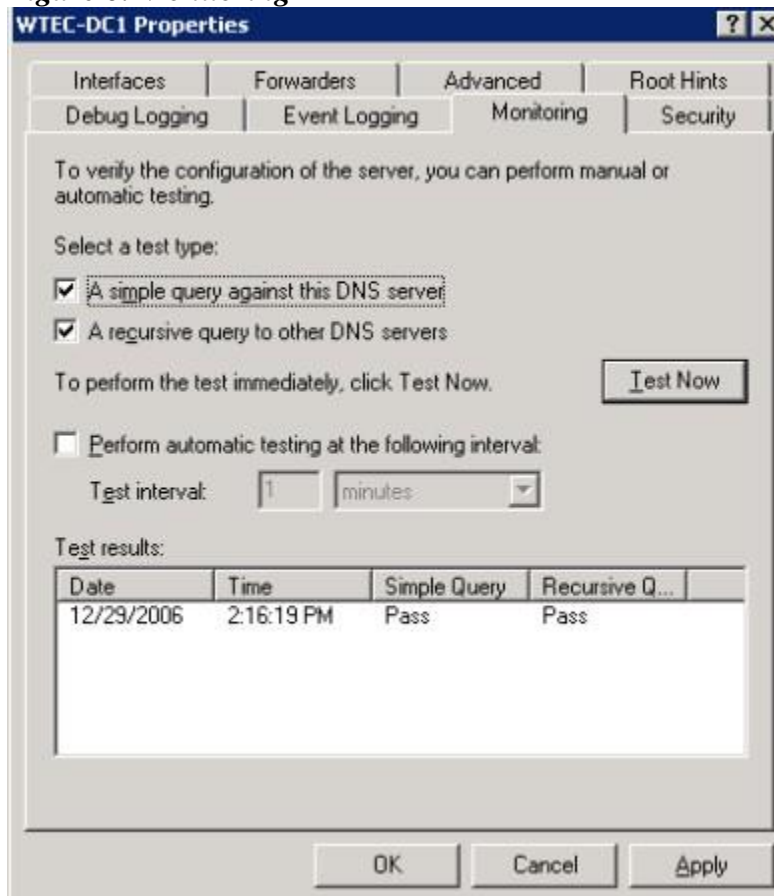 WTEC-DC1 Properties
Interfaces Forwarders Advanced Root Hints
Debug Logging Event Logging Monitoring Security
To verify the configuration of the server, you can perform manual or
automatic testing.
Select a test type:
A simple query against this DNS server
A recursive query to other DNS servers
To perform the test immediately, click Test Now. Test Now
Perform automatic testing at the following interval:
Test interval: 1 minutes
Test results:
Date Time Simple Query Recursive Q...
12/29/2006 2:16:19 PM Pass Pass
OK Cancel Apply